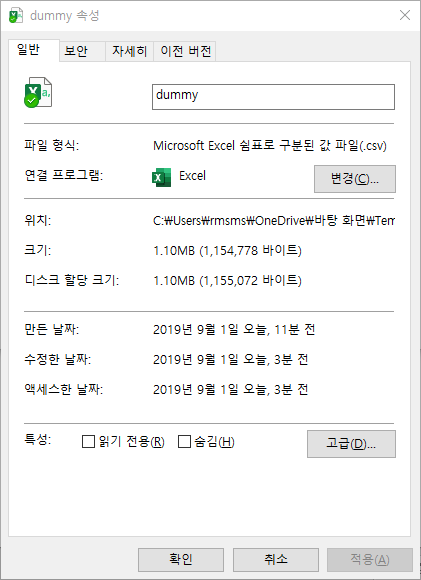 dummy 속성
일반 보안 자세히 이전 버전
dummy
파일 형식: Microsoft Excel 쉼표로 구분된 값 파일(.csv)
연결 프로그램: Excel 변경(C)...
위치: C:₩Users₩rmsms₩OneDrive₩바탕 화면₩Tem
크기: 1.10MB (1,154,778 바이트)
디스크 할당 크기: 1.10MB (1,155,072 바이트)
만든 날짜: 2019년 9월 1일 오늘, 11분 전
수정한 날짜: 2019년 9월 1일 오늘, 3분 전
액세스한 날짜: 2019년 9월 1일 오늘, 3분 전
특성: 읽기 전용(R) 숨김(H) 고급(D)...
확인 취소 적용(A)